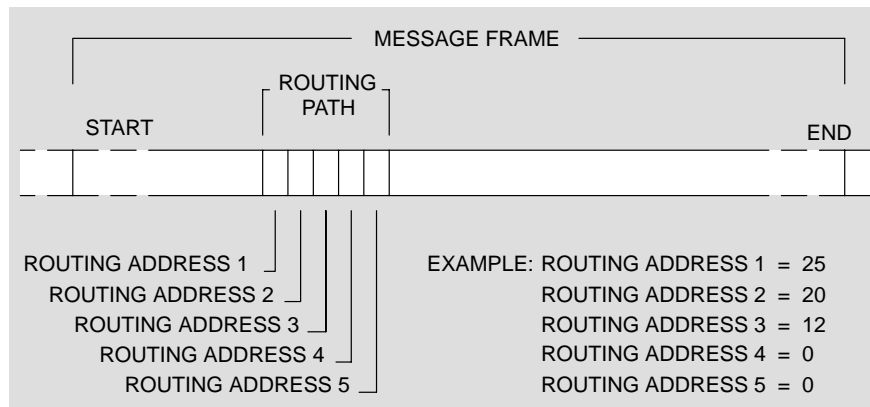 MESSAGE FRAME
ROUTING
PATH
START
END
ROUTING ADDRESS 1
ROUTING ADDRESS 2
ROUTING ADDRESS 3
ROUTING ADDRESS 4
ROUTING ADDRESS 5
EXAMPLE: ROUTING ADDRESS 1 = 25
ROUTING ADDRESS 2 = 20
ROUTING ADDRESS 3 = 12
ROUTING ADDRESS 4 = 0
ROUTING ADDRESS 5 = 0